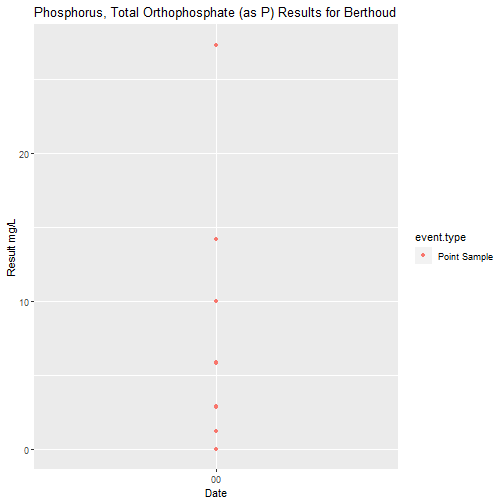 Phosphorus, Total Orthophosphate (as P) Results for Berthoud
Result mg/L
20
10
0
00
Date
event.type
Point Sample